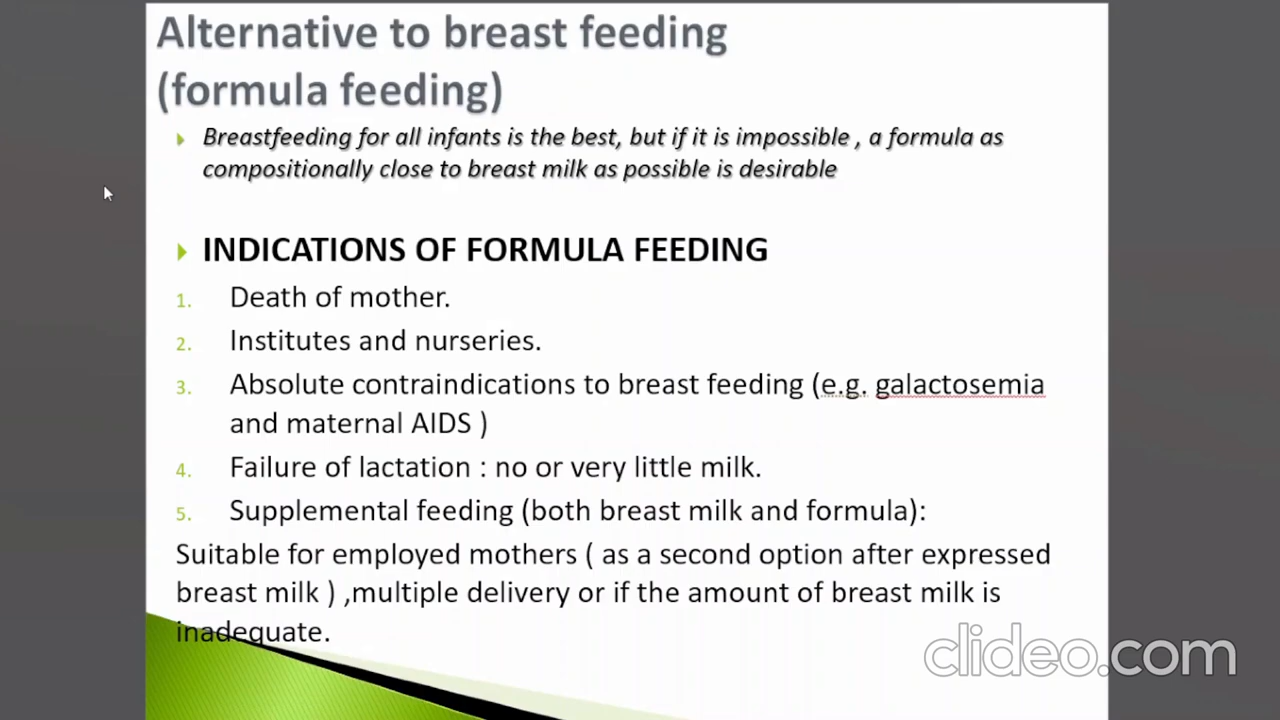 Alternative to breast feeding
(formula feeding)
Breastfeeding for all infants is the best, but if it is impossible , a formula as
compositionally close to breast milk as possible is desirable
INDICATIONS OF FORMULA FEEDING
1. Death of mother.
2. Institutes and nurseries.
3. Absolute contraindications to breast feeding (e.g. galactosemia
and maternal AIDS )
4. Failure of lactation : no or very little milk.
5. Supplemental feeding (both breast milk and formula):
Suitable for employed mothers ( as a second option after expressed
breast milk ) ,multiple delivery or if the amount of breast milk is
inadequate.
clideo.com